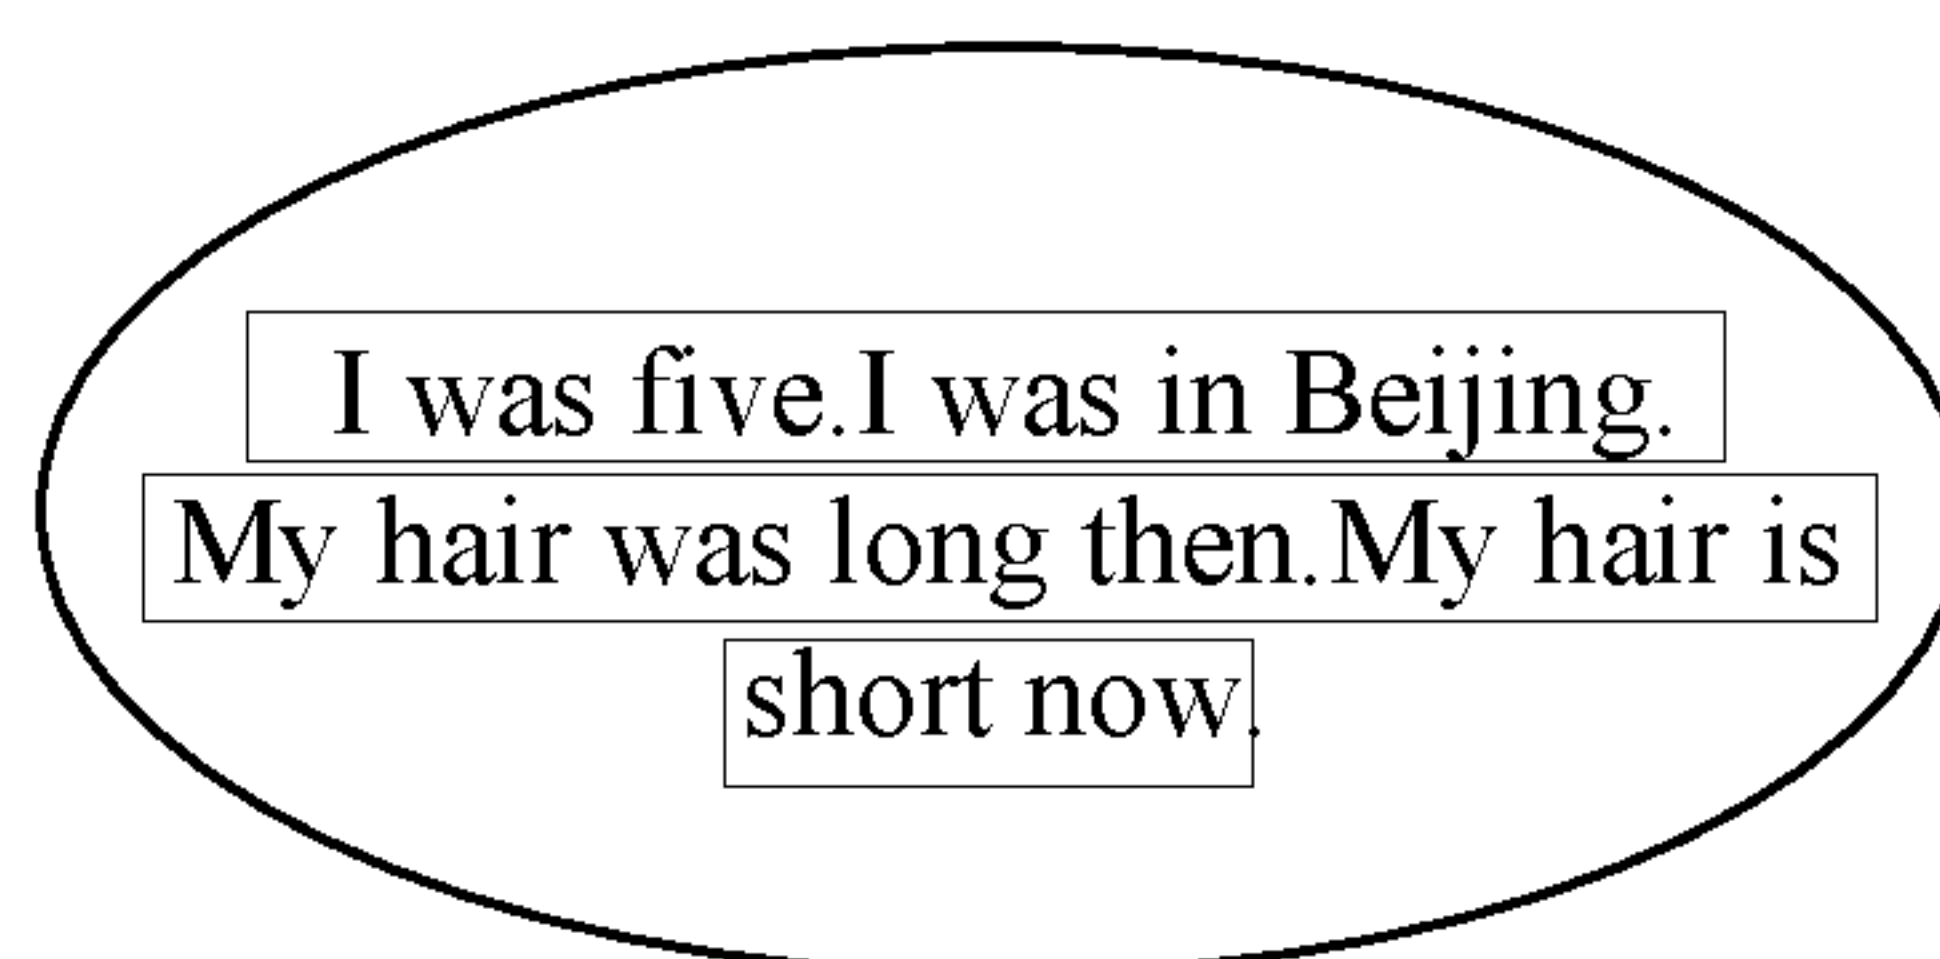 I was five.I was in Beijing.
My hair was long then.My hair is
short now.